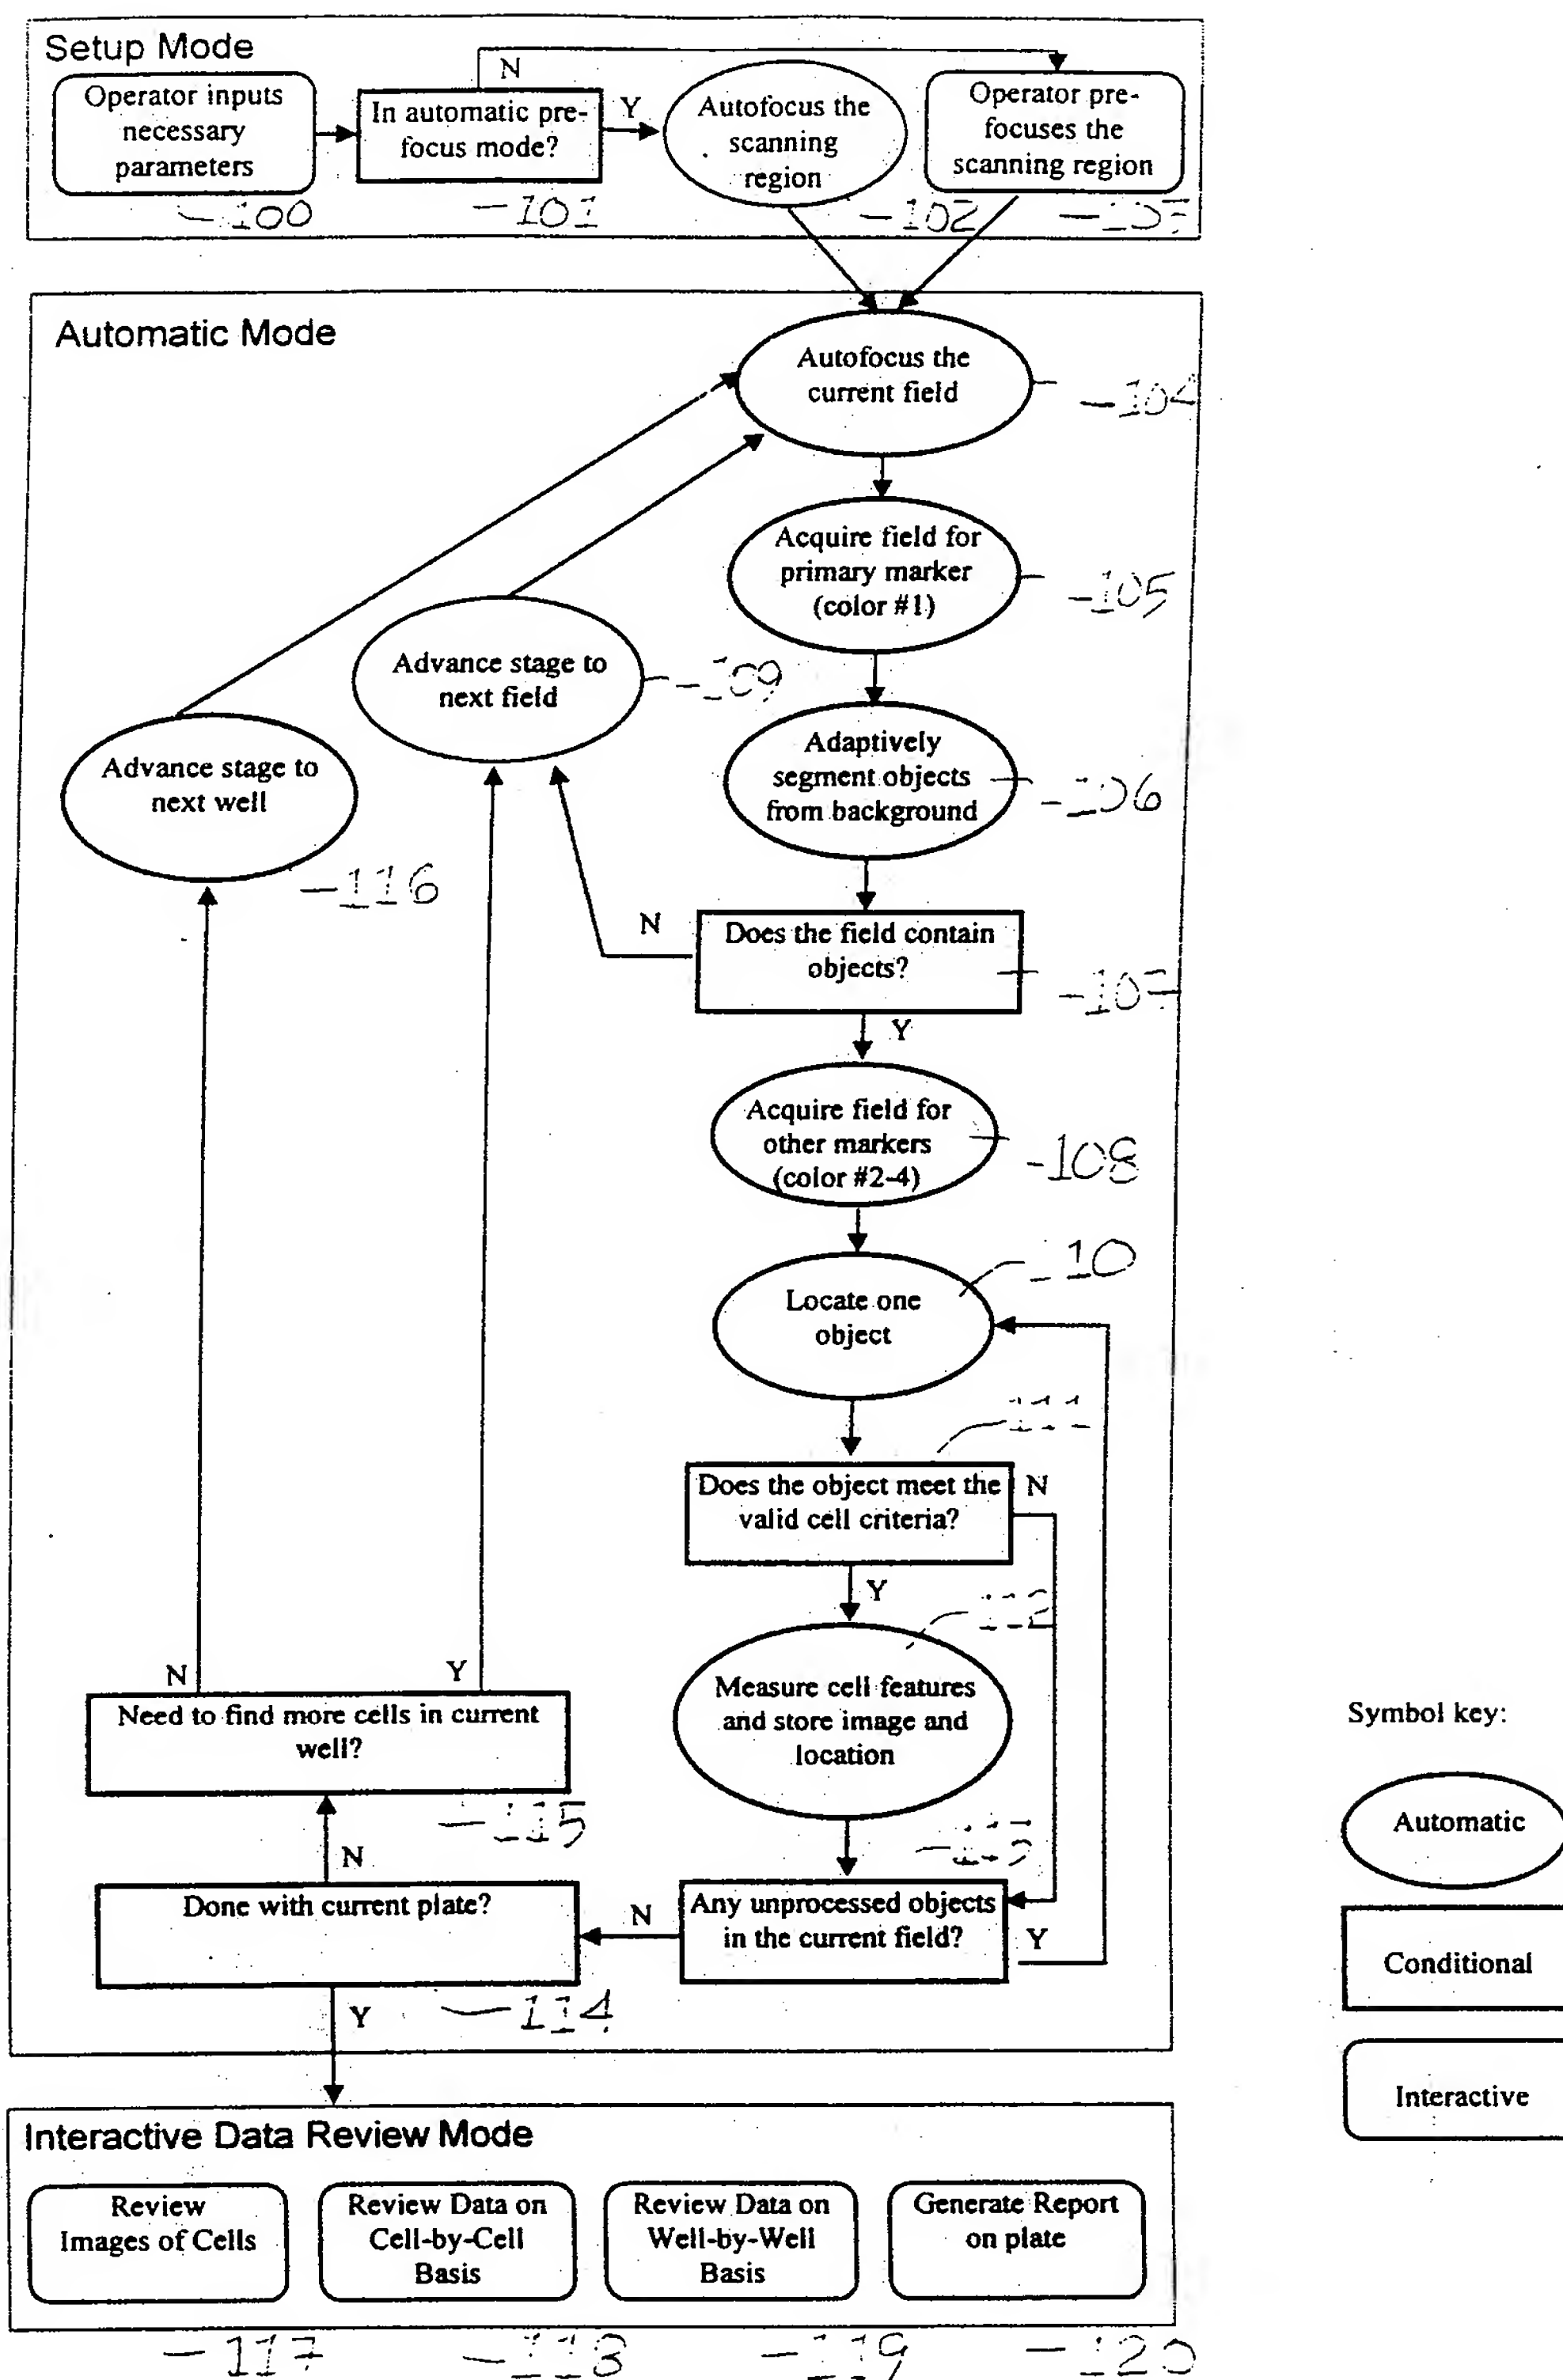 Setup Mode
Operator inputs
necessary
parameters
In automatic pre-
focus mode?
N
Y
Autofocus the
scanning
region
Operator pre-
focuses the
scanning region
-100
-101
-102
Automatic Mode
Autofocus the
current field
-104
Acquire field for
primary marker
(color #1)
-105
Advance stage to
next field
-109
Adaptively
segment objects
from background
-106
Advance stage to
next well
-116
Does the field contain
objects?
N
-107
Y
Acquire field for
other markers
(color #2-4)
-108
Locate one
object
111
Does the object meet the
valid cell criteria?
N
Y
112
Measure cell features
and store image and
location
N
Y
Need to find more cells in current
well?
-115
N
Done with current plate?
N
Any unprocessed objects
in the current field?
Y
Y
-114
Symbol key:
Automatic
Conditional
Interactive
Interactive Data Review Mode
Review
Images of Cells
Review Data on
Cell-by-Cell
Basis
Review Data on
Well-by-Well
Basis
Generate Report
on plate
-117
-118
-119
-120